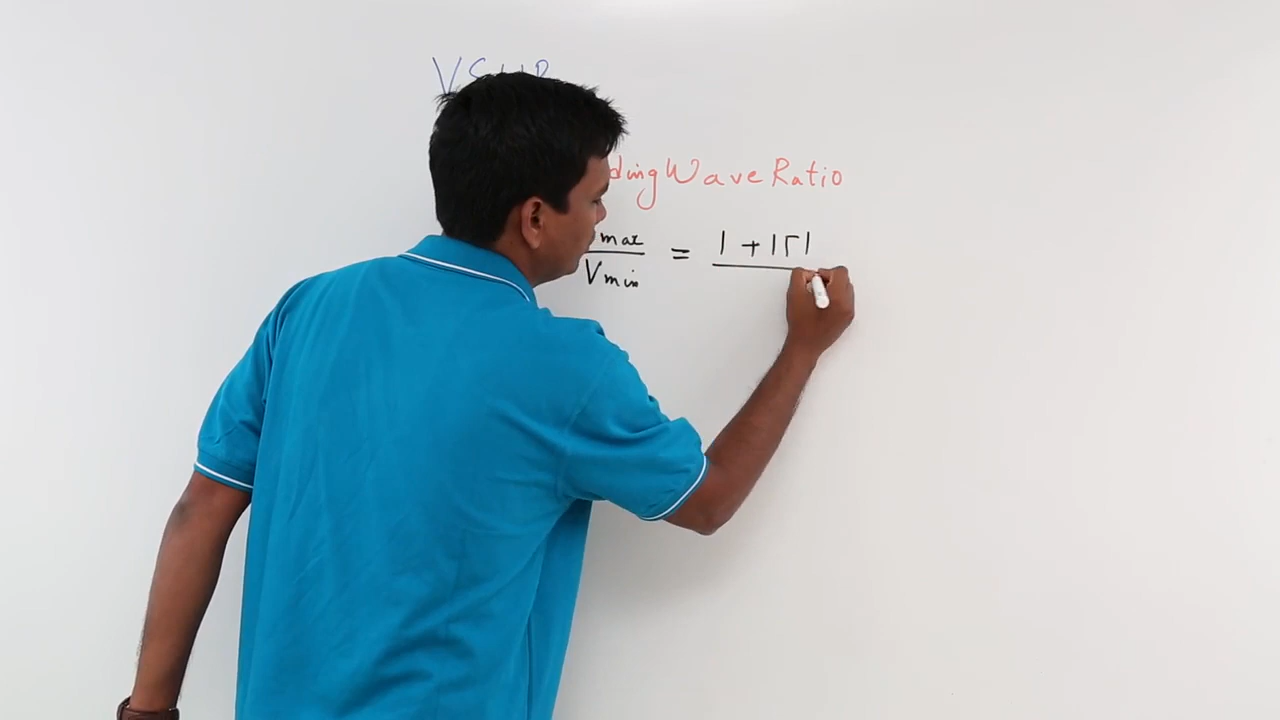 VSWR
ding Wave Ratio
max = 1 + |Γ|
Vmin